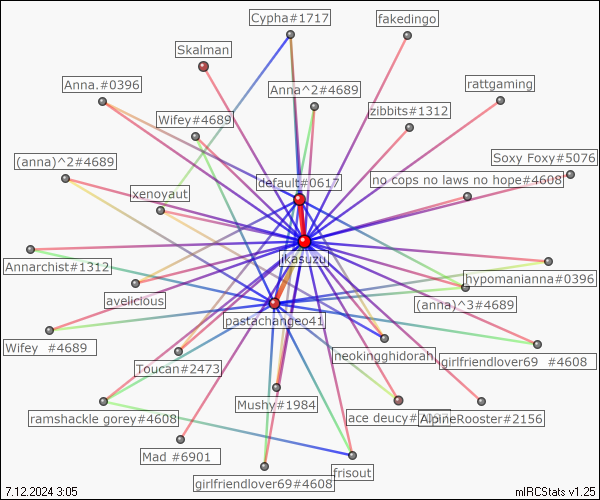 Cypha#1717
fakedingo
Skalman
Anna.#0396
Anna^2#4689
rattgaming
Wifey#4689
zibbits#1312
(anna)^2#4689
Soxy Foxy#5076
default#0617
no cops no laws no hope#4608
xenoyaut
jkasuzu
Annarchist#1312
hypomanianna#0396
avelicious
(anna)^3#4689
pastachangeo41
Wifey #4689
neokingghidorah
girlfriendlover69 #4608
Toucan#2473
Mushy#1984
ramshackle gorey#4608
ace deucy
AlpineRooster#2156
Mad #6901
frisout
girlfriendlover69#4608
7.12.2024 3:05
mIRCStats v1.25